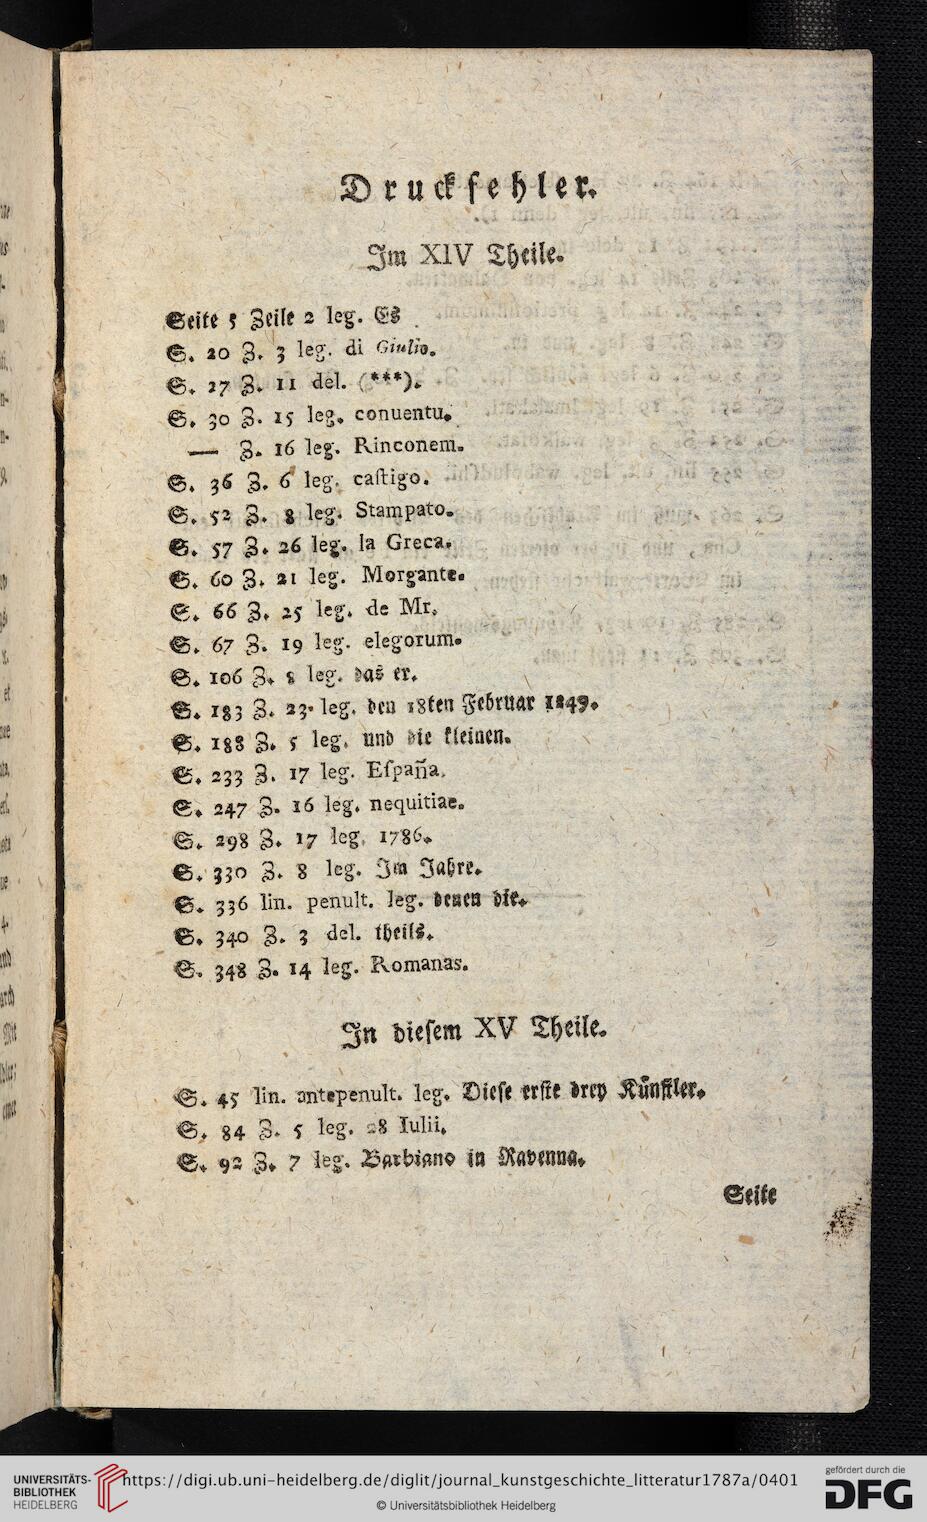 Druckfehler.
Im XIV Theile.
Seite 5 Zeile 2 leg. Es
S. 20 Z. 3 leg. di Giulio.
S. 27 Z. 11 del. (***).
S. 30 Z. 15 leg. conuentu.
— Z. 16 leg. Rinconem.
S. 36 Z. 6 leg. caſtigo.
S. 52 Z. 8 leg. Stampato.
S. 57 Z. 26 leg. la Greca.
S. 60 Z. 21 leg. Morgante.
S. 66 Z. 25 leg. de Mr.
S. 67 Z. 19 leg. elegorum.
S. 106 Z. 8 leg. das er.
S. 183 Z. 23. leg. den 18ten Februar 1249.
S. 188 Z. 5 leg. und die kleinen.
S. 233 Z. 17 leg. Eſpaña.
S. 247 Z. 16 leg. nequitiae.
S. 298 Z. 17 leg. 1786.
S. 330 Z. 8 leg. Im Jahre.
S. 336 lin. penult. leg. denen die.
S. 340 Z. 3 del. theils.
S. 348 Z. 14 leg. Romanas.
In dieſem XV Theile.
S. 45 lin. antepenult. leg. Dieſe erſte drey Künſtler.
S. 84 Z. 5 leg. 28 Iulii.
S. 92 Z. 7 leg. Barbiano in Ravenna.
Seite
UNIVERSITÄTS-
BIBLIOTHEK
HEIDELBERG
https://digi.ub.uni-heidelberg.de/diglit/journal_kunstgeschichte_litteratur1787a/0401
© Universitätsbibliothek Heidelberg
gefördert durch die
DFG